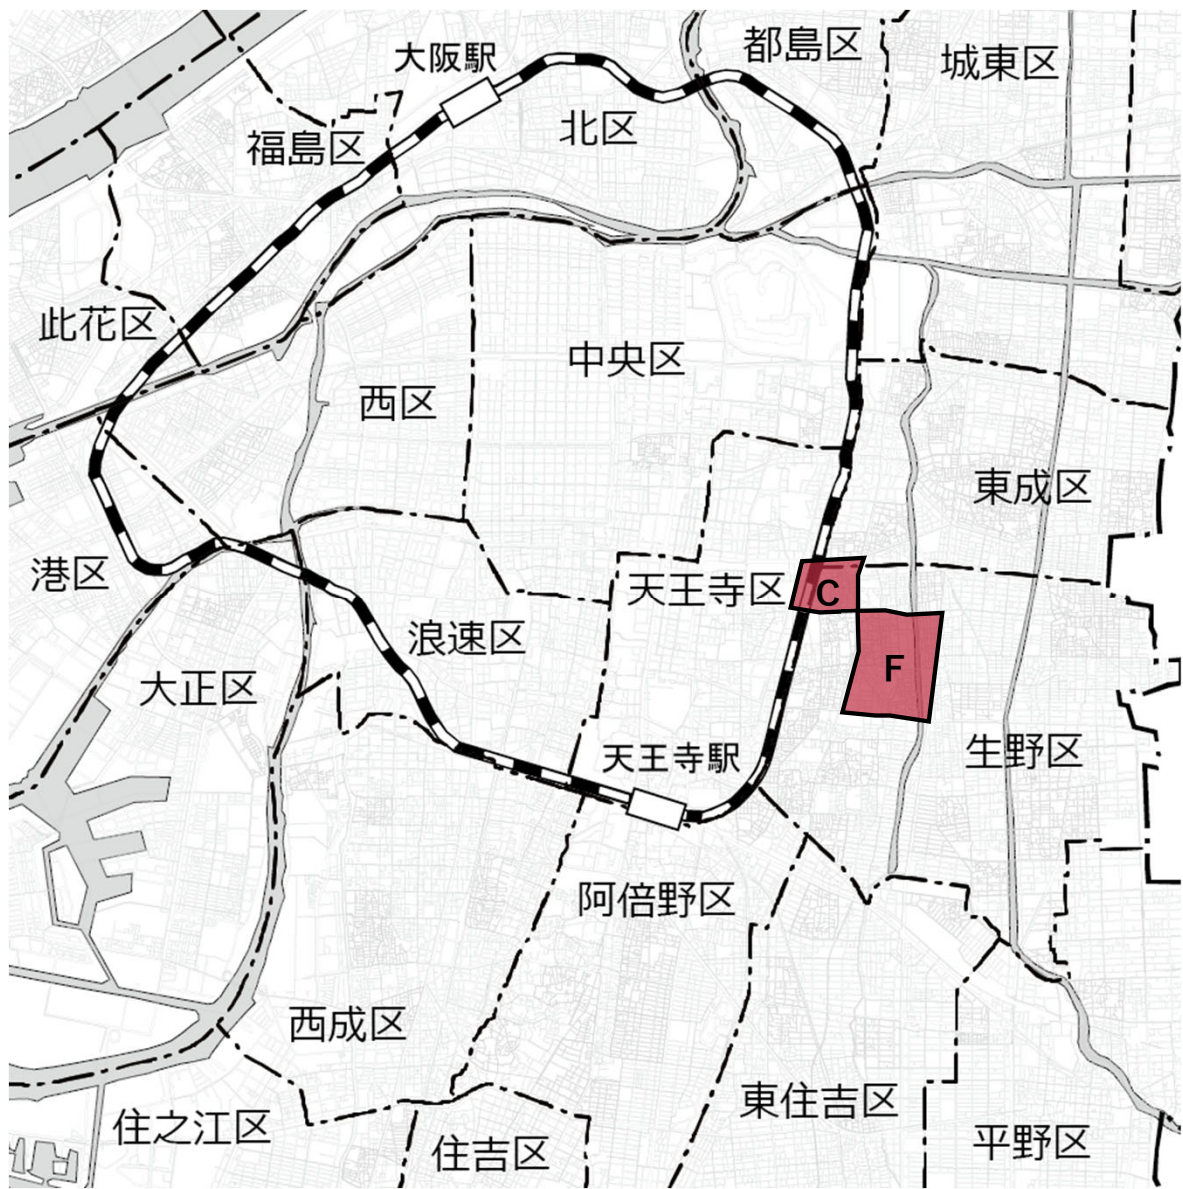 都島区
大阪駅
城東区
北区
福島区
此花区
中央区
西区
東成区
港区
天王寺区
C
浪速区
F
大正区
生野区
天王寺駅
阿倍野区
西成区
東住吉区
住之江区
平野区
住吉区